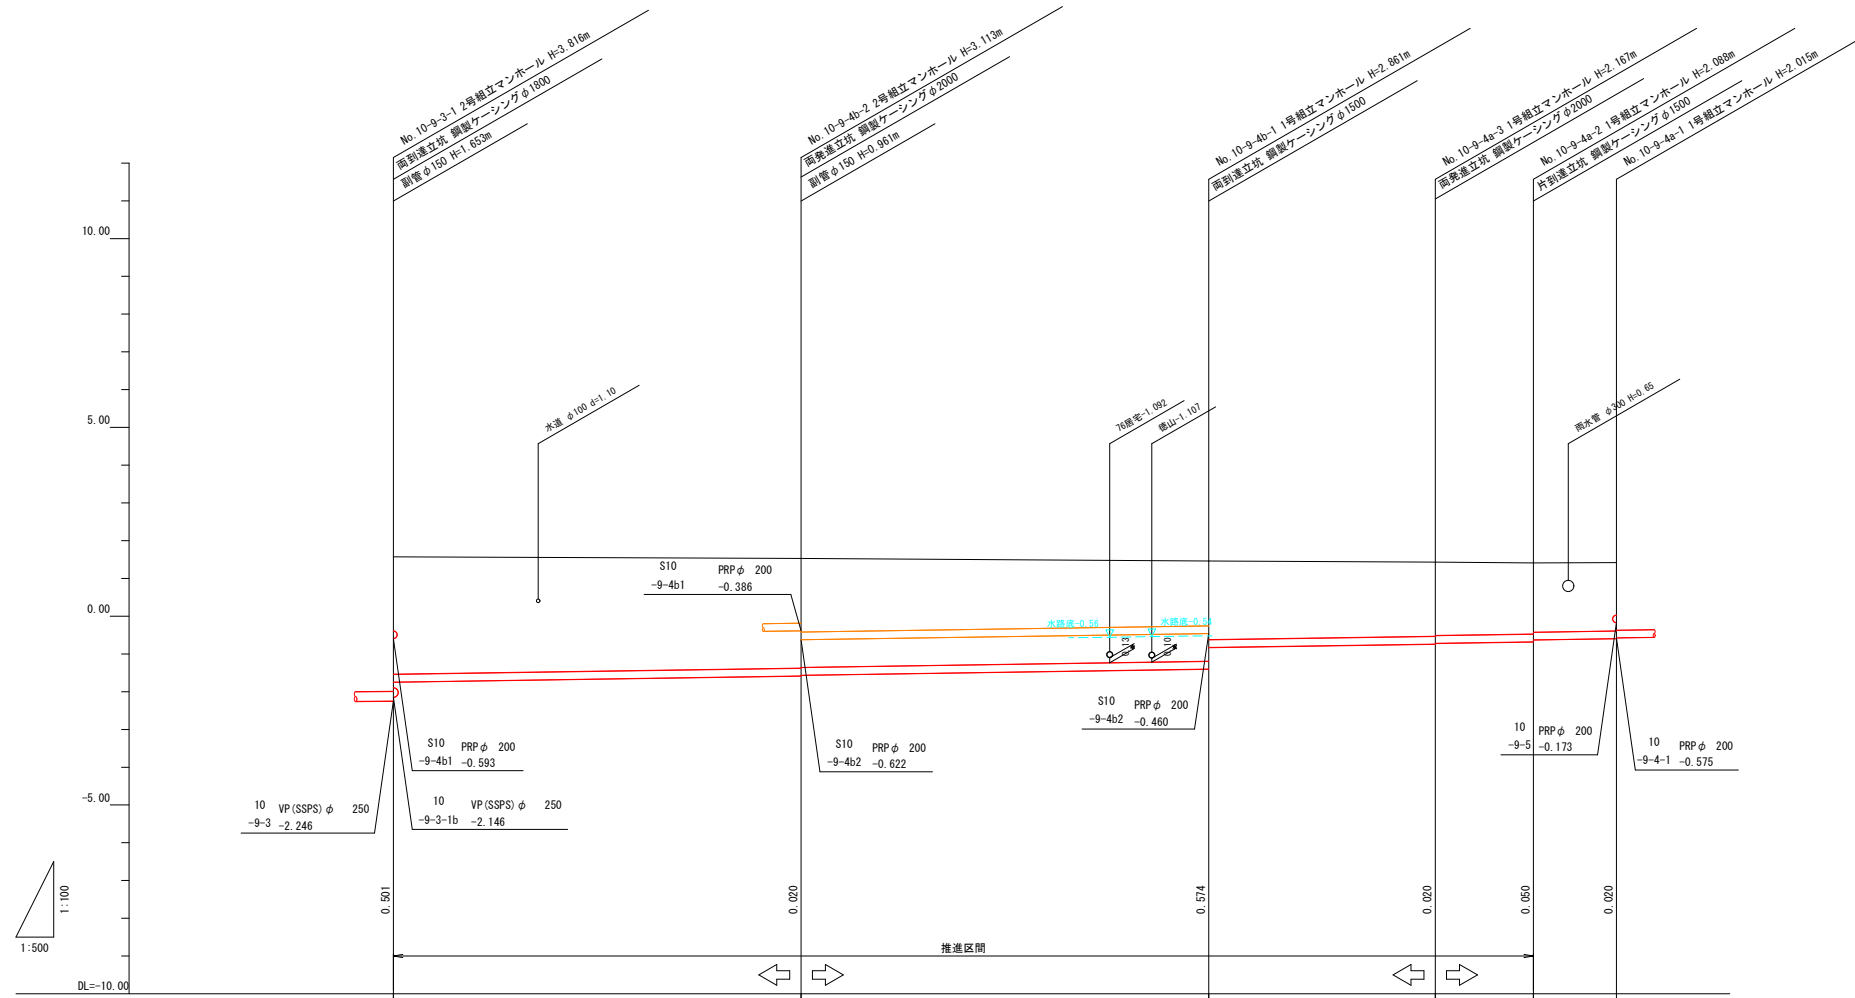 No.10-9-3-1 2号組立マンホール H=3.816m
両到達立坑 鋼製ケーシングφ1800
副管φ150 H=1.653m
No.10-9-4b-2 2号組立マンホール H=3.113m
両発進立坑 鋼製ケーシングφ2000
副管φ150 H=0.961m
No.10-9-4b-1 1号組立マンホール H=2.861m
両到達立坑 鋼製ケーシングφ1500
No.10-9-4a-3 1号組立マンホール H=2.167m
両発進立坑 鋼製ケーシングφ2000
No.10-9-4a-2 1号組立マンホール H=2.088m
片到達立坑 鋼製ケーシングφ1500
No.10-9-4a-1 1号組立マンホール H=2.015m
10.00
5.00
0.00
-5.00
DL=-10.00
水道 φ100 d=1.10
76居宅-1.092
徳山-1.107
雨水管 φ300 H=0.65
S10 PRPφ 200
-9-4b1 -0.386
水路底-0.56
水路底-0.54
0.13
0.10
S10 PRPφ 200
-9-4b2 -0.460
S10 PRPφ 200
-9-4b1 -0.593
S10 PRPφ 200
-9-4b2 -0.622
10 PRPφ 200
-9-5 -0.173
10 PRPφ 200
-9-4-1 -0.575
10 VP(SSPS)φ 250
-9-3 -2.246
10 VP(SSPS)φ 250
-9-3-1b -2.146
0.501
0.020
0.574
0.020
0.050
0.020
1:100
1:500
推進区間